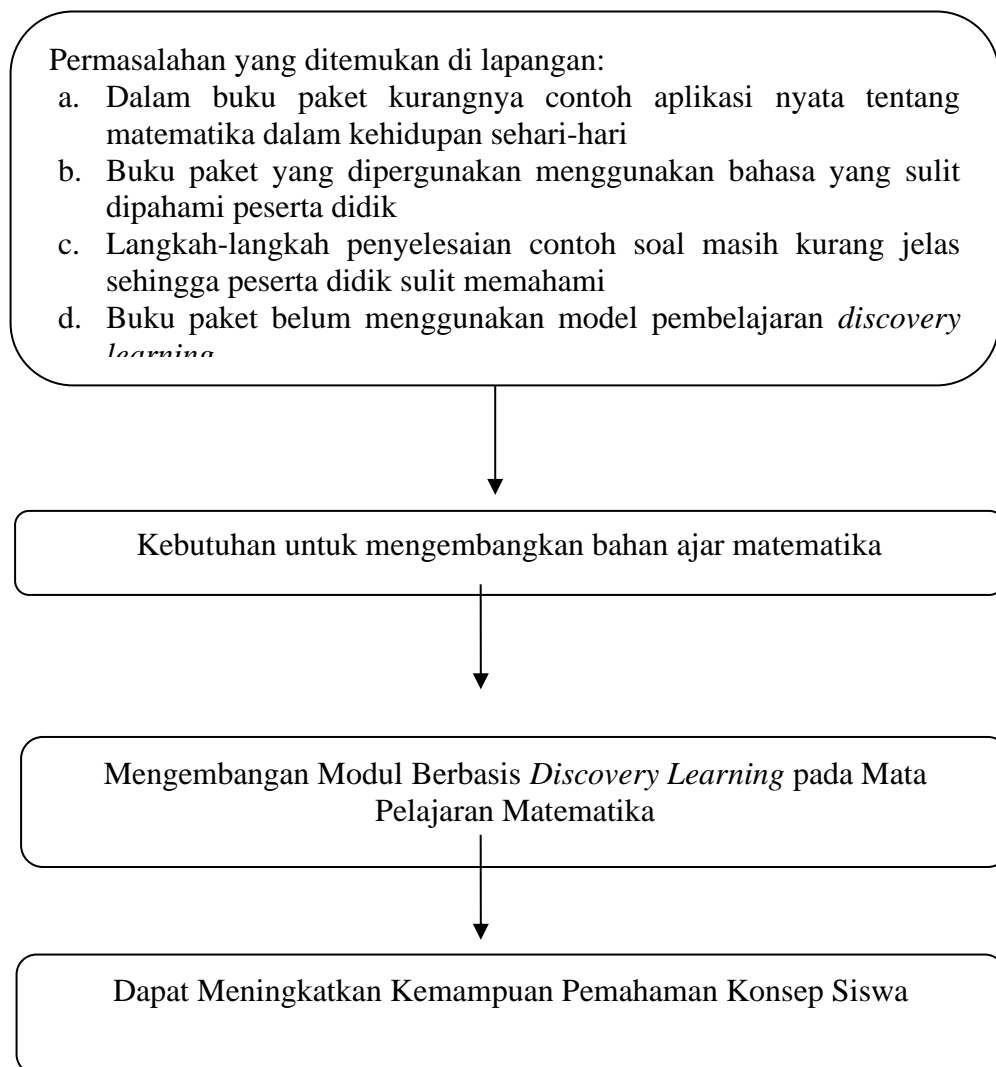 Permasalahan yang ditemukan di lapangan:
a. Dalam buku paket kurangnya contoh aplikasi nyata tentang
matematika dalam kehidupan sehari-hari
b. Buku paket yang dipergunakan menggunakan bahasa yang sulit
dipahami peserta didik
c. Langkah-langkah penyelesaian contoh soal masih kurang jelas
sehingga peserta didik sulit memahami
d. Buku paket belum menggunakan model pembelajaran discovery
learning
Kebutuhan untuk mengembangkan bahan ajar matematika
Mengembangan Modul Berbasis Discovery Learning pada Mata
Pelajaran Matematika
Dapat Meningkatkan Kemampuan Pemahaman Konsep Siswa